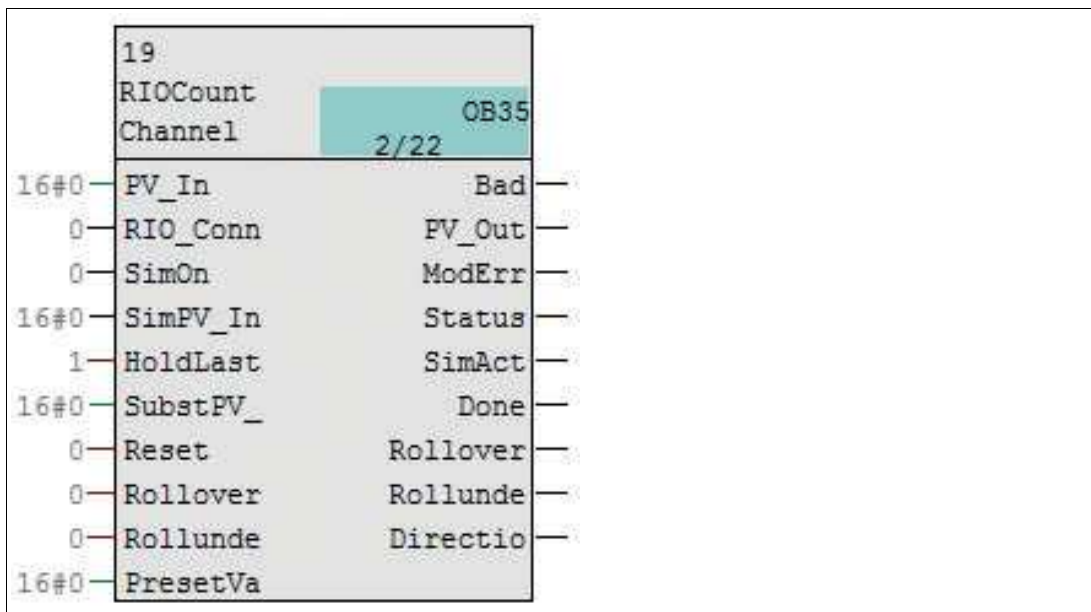 19
RIOCount
Channel
OB35
2/22
16#0 PV_In Bad
0 RIO_Conn PV_Out
0 SimOn ModErr
16#0 SimPV_In Status
1 HoldLast SimAct
16#0 SubstPV_ Done
0 Reset Rollover
0 Rollover Rollunde
0 Rollunde Directio
16#0 PresetVa